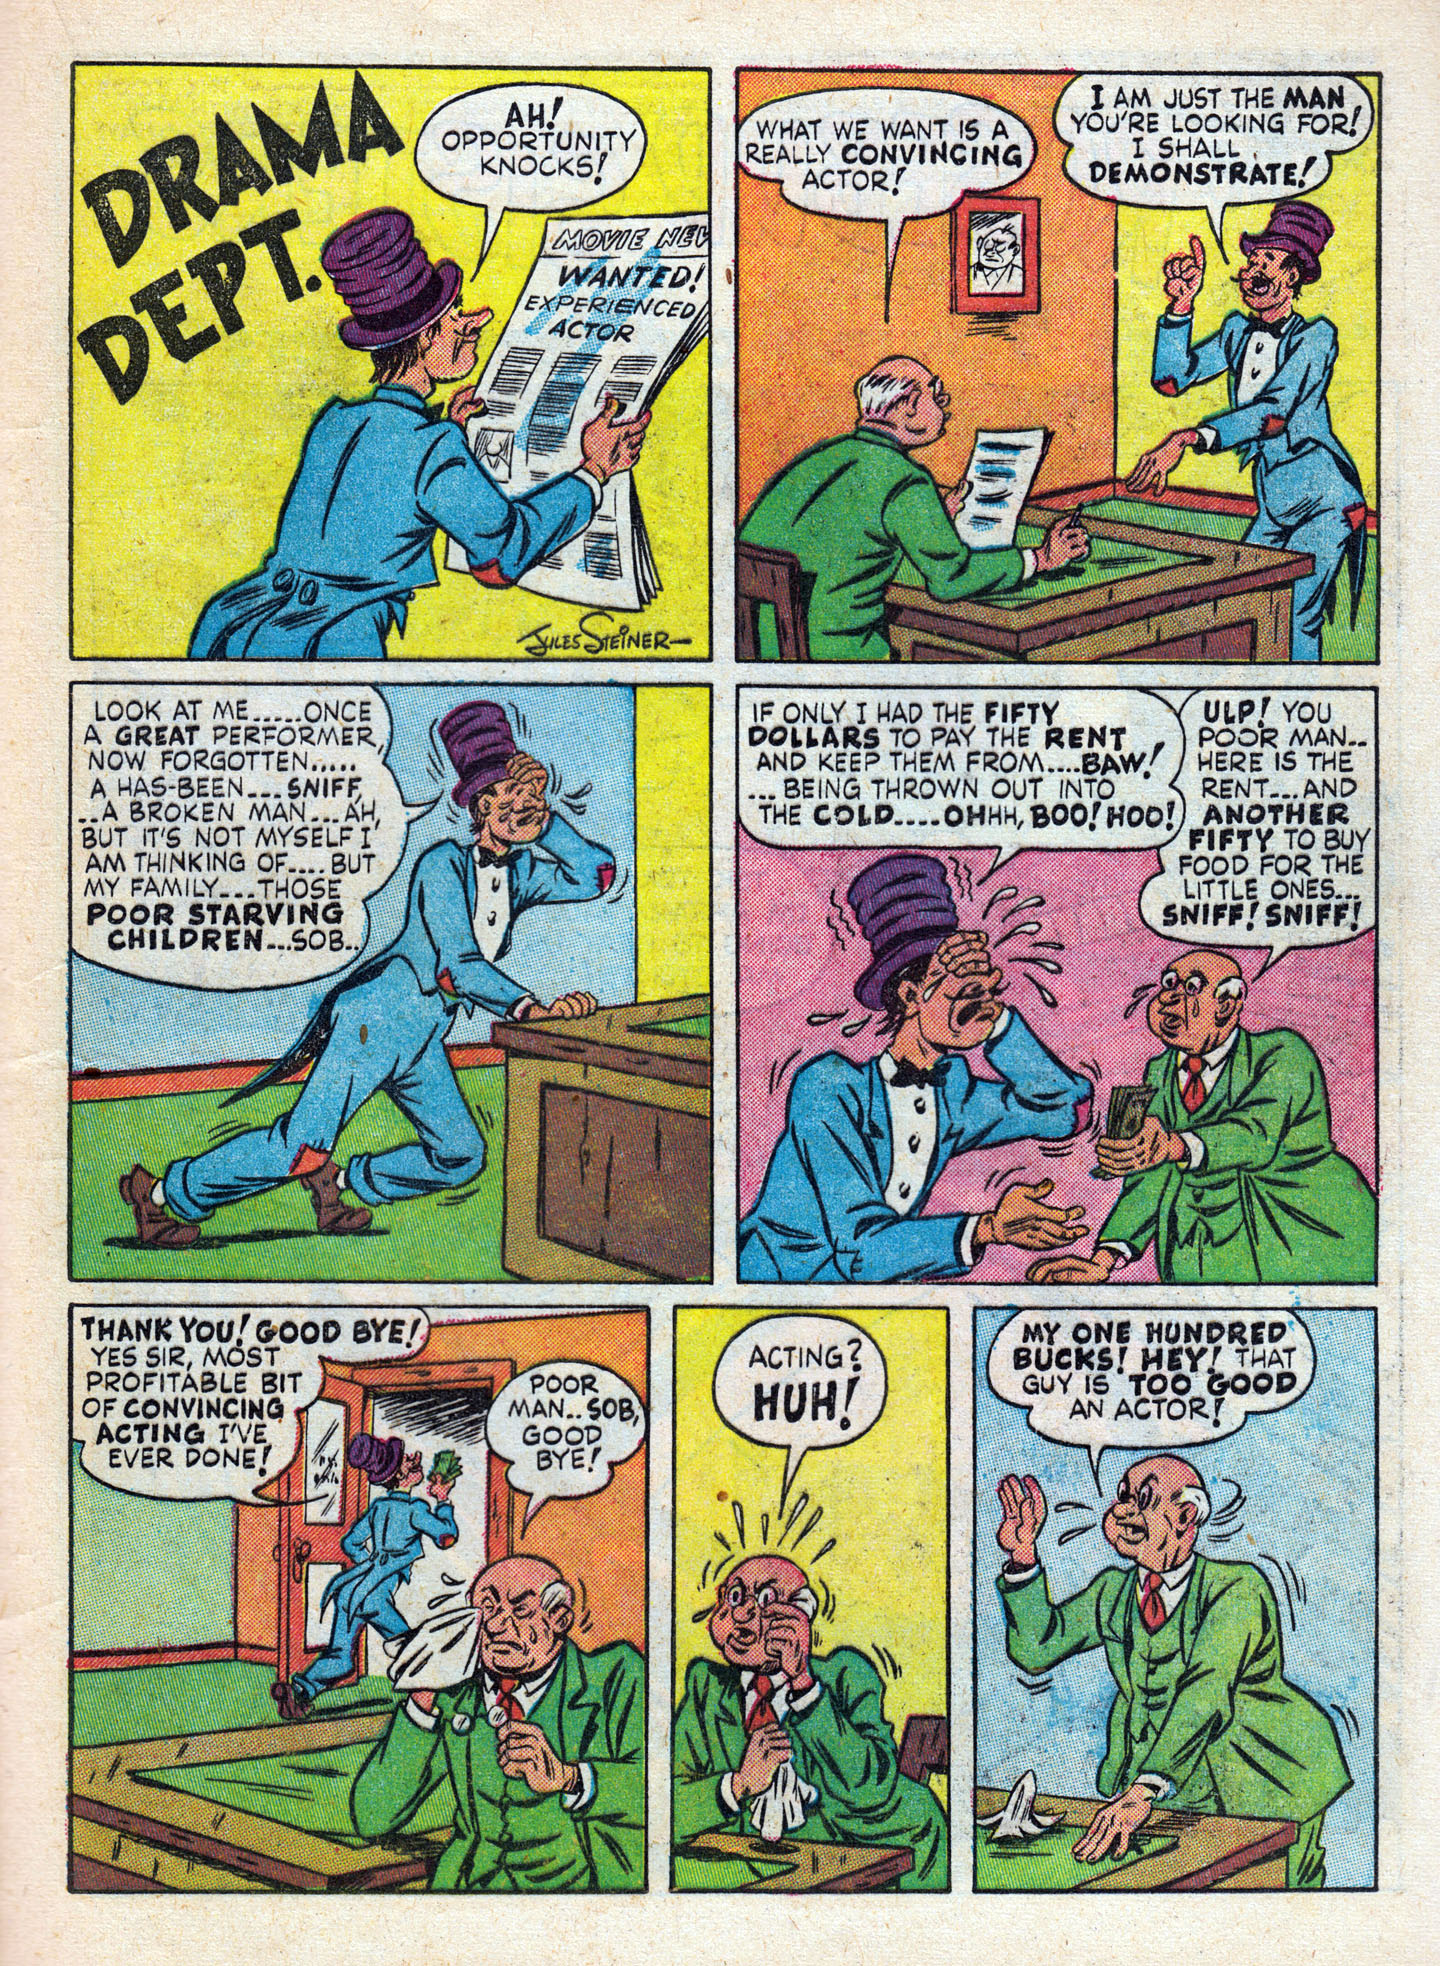 DRAMA
DEPT.
AH!
OPPORTUNITY
KNOCKS!
MOVIE NEW
WANTED!
EXPERIENCED
ACTOR
JULES STEINER
WHAT WE WANT IS A
REALLY CONVINCING
ACTOR!
I AM JUST THE MAN
YOU'RE LOOKING FOR!
I SHALL
DEMONSTRATE!
LOOK AT ME.....ONCE
A GREAT PERFORMER,
NOW FORGOTTEN.....
A HAS-BEEN...SNIFF
..A BROKEN MAN...AH,
BUT IT'S NOT MYSELF I
AM THINKING OF....BUT
MY FAMILY....THOSE
POOR STARVING
CHILDREN...SOB..
IF ONLY I HAD THE FIFTY
DOLLARS TO PAY THE RENT
AND KEEP THEM FROM....BAW!
...BEING THROWN OUT INTO
THE COLD....OHHH, BOO! HOO!
ULP! YOU
POOR MAN..
HERE IS THE
RENT...AND
ANOTHER
FIFTY TO BUY
FOOD FOR THE
LITTLE ONES...
SNIFF! SNIFF!
THANK YOU! GOOD BYE!
YES SIR, MOST
PROFITABLE BIT
OF CONVINCING
ACTING I'VE
EVER DONE!
POOR
MAN..SOB,
GOOD
BYE!
ACTING?
HUH!
MY ONE HUNDRED
BUCKS! HEY! THAT
GUY IS TOO GOOD
AN ACTOR!